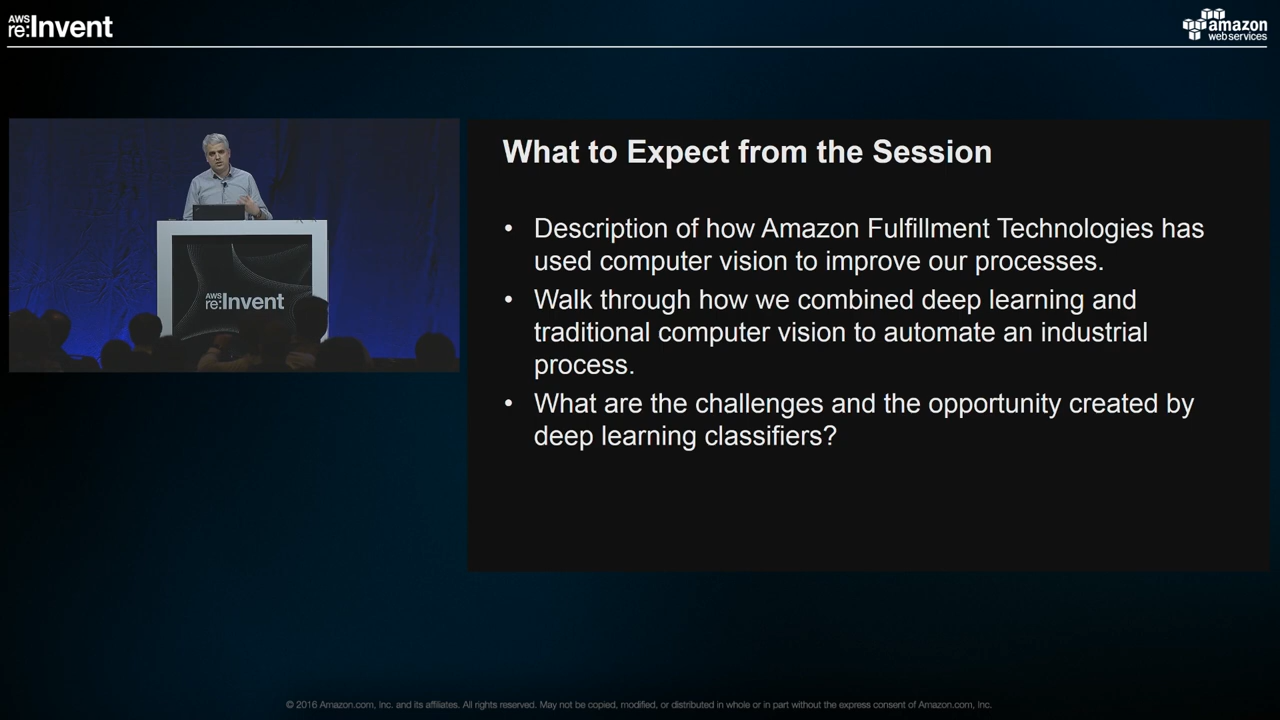 AWS
re:Invent
amazon
web services
What to Expect from the Session
• Description of how Amazon Fulfillment Technologies has
used computer vision to improve our processes.
• Walk through how we combined deep learning and
traditional computer vision to automate an industrial
process.
• What are the challenges and the opportunity created by
deep learning classifiers?
AWS
re:Invent
© 2016 Amazon.com, Inc. and its affiliates. All rights reserved. May not be copied, modified, or distributed in whole or in part without the express consent of Amazon.com, Inc.